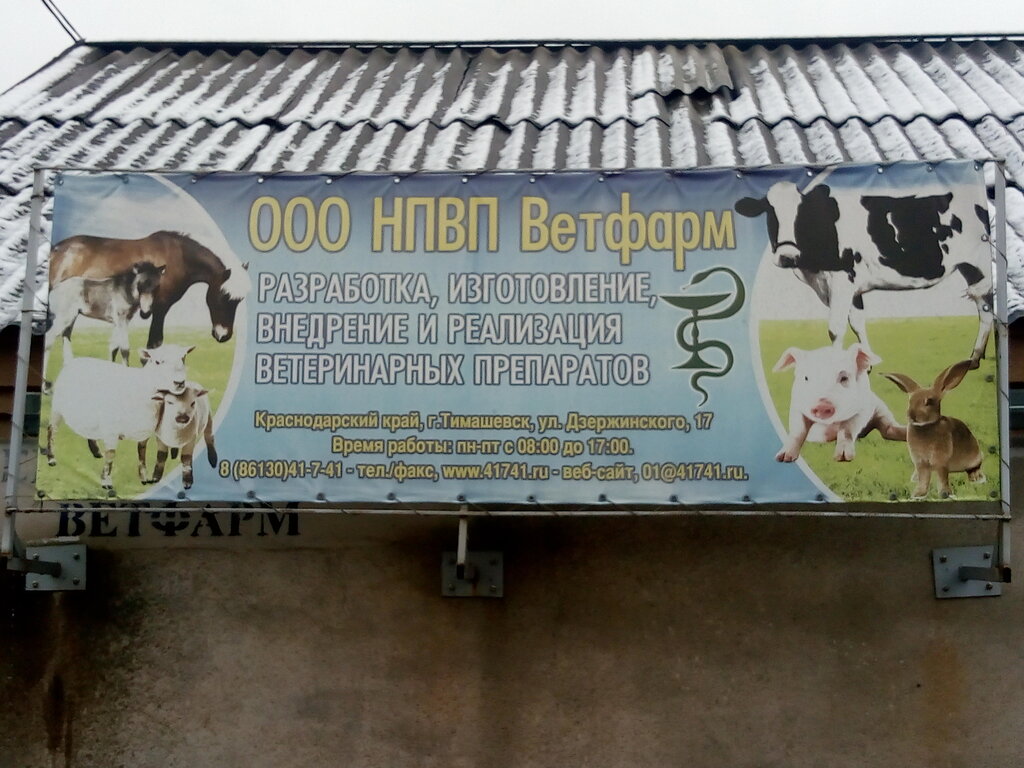 ООО НПВП Ветфарм
РАЗРАБОТКА, ИЗГОТОВЛЕНИЕ,
ВНЕДРЕНИЕ И РЕАЛИЗАЦИЯ
ВЕТЕРИНАРНЫХ ПРЕПАРАТОВ
Краснодарский край, г.Тимашевск, ул. Дзержинского, 17
Время работы: пн-пт с 08:00 до 17:00.
8 (86130)41-7-41 - тел./факс, www.41741.ru - веб-сайт, 01@41741.ru.
ВЕТФАРМ